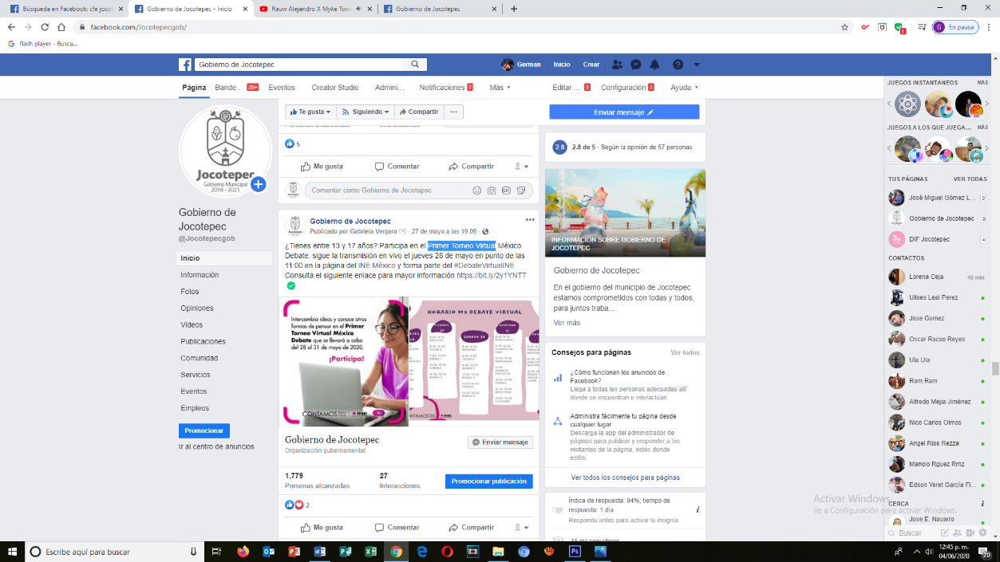 Búsqueda en Facebook: cfe jocot
Gobierno de Jocotepec - Inicio
Rauw Alejandro X Myke Tow
Gobierno de Jocotepec
facebook.com/Jocotepecgob/
En pausa
flash player - Busca...
Gobierno de Jocotepec
German
Inicio
Crear
Página
Bande...
20+
Eventos
Creator Studio
Admini...
Notificaciones
7
Más
Editar ...
1
Configuración
1
Ayuda
Te gusta
Siguiendo
Compartir
Enviar mensaje
Jocotepec
Gobierno Municipal
2018 - 2021
Gobierno de
Jocotepec
@Jocotepecgob
Inicio
Información
Fotos
Opiniones
Videos
Publicaciones
Comunidad
Servicios
Eventos
Empleos
Promocionar
Ir al centro de anuncios
5
Me gusta
Comentar
Compartir
Comentar como Gobierno de Jocotepec
Gobierno de Jocotepec
Publicado por Gabriela Vergara [?] · 27 de mayo a las 19:09 ·
¿Tienes entre 13 y 17 años? Participa en el Primer Torneo Virtual México
Debate, sigue la transmisión en vivo el jueves 28 de mayo en punto de las
11:00 en la página del INE México y forma parte del #DebateVirtualINE
Consulta el siguiente enlace para mayor información https://bit.ly/2y1YNTT
Intercambia ideas y conoce otras
formas de pensar en el Primer
Torneo Virtual México
Debate que se llevará a cabo
del 28 al 31 de mayo de 2020.
¡Participa!
CONTAMOS
INE
HORARIO MX DEBATE VIRTUAL
Gobierno de Jocotepec
Organización gubernamental
Enviar mensaje
1,779
Personas alcanzadas
27
Interacciones
Promocionar publicación
2
Me gusta
Comentar
Compartir
2.8
2.8 de 5 · Según la opinión de 57 personas
INFORMACIÓN SOBRE GOBIERNO DE
JOCOTEPEC
Gobierno de Jocotepec
En el gobierno del municipio de Jocotepec
estamos comprometidos con todas y todos,
para juntos traba...
Ver más
Consejos para páginas
Ver todos
¿Cómo funcionan los anuncios de
Facebook?
Llega a todas las personas adecuadas allí
donde se encuentran e interactúan.
Administra fácilmente tu página desde
cualquier lugar
Descarga la app del administrador de
páginas para publicar y responder a los
visitantes de la página, estés donde
estés.
Ver todos los consejos para páginas
Índice de respuesta: 94%; tiempo de
respuesta: 1 día
Responde antes para activar la insignia
JUEGOS INSTANTÁNEOS
MÁS
JUEGOS A LOS QUE JUEGA...
MÁS
TUS PÁGINAS
VER TODAS
José Miguel Gómez L...
0
Gobierno de Jocotepec
0
DIF Jocotepec
4
CONTACTOS
Lorena Ceja
46 min
Ulises Leal Perez
Jose Gomez
Oscar Racso Reyes
Ula Ula
Ram Ram
Alfredo Mejia Jiménez
Nico Carlos Olmos
Angel Rios Rezza
Manolo Rguez Rmz
Edson Yeret García Fi...
CERCA
Jose E. Navarro
Buscar
Activar Windows
Ve a Configuración para activar Windows.
Escribe aquí para buscar
12:45 p. m.
04/06/2020
20